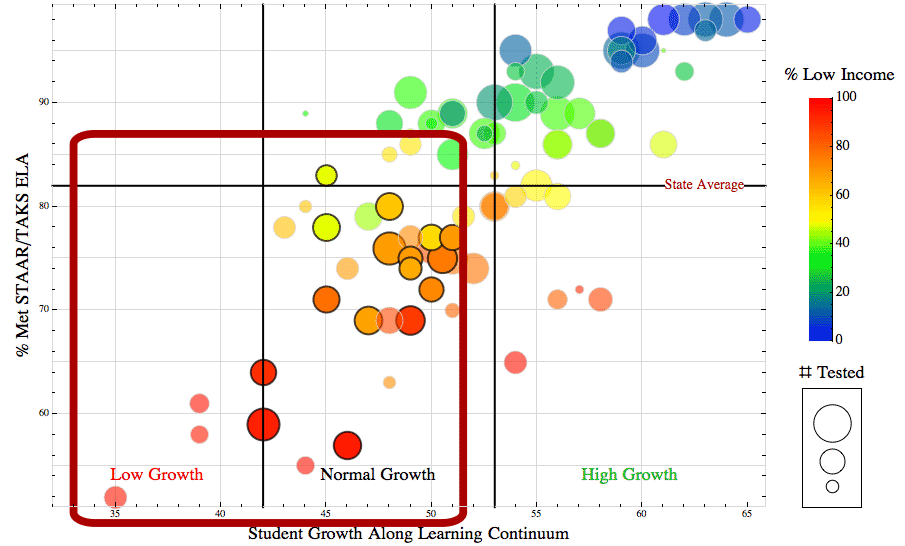 % Low Income
100
80
60
40
20
0
# Tested
% Met STAAR/TAKS ELA
90
80
70
60
State Average
Low Growth
Normal Growth
High Growth
35
40
45
50
55
60
65
Student Growth Along Learning Continuum